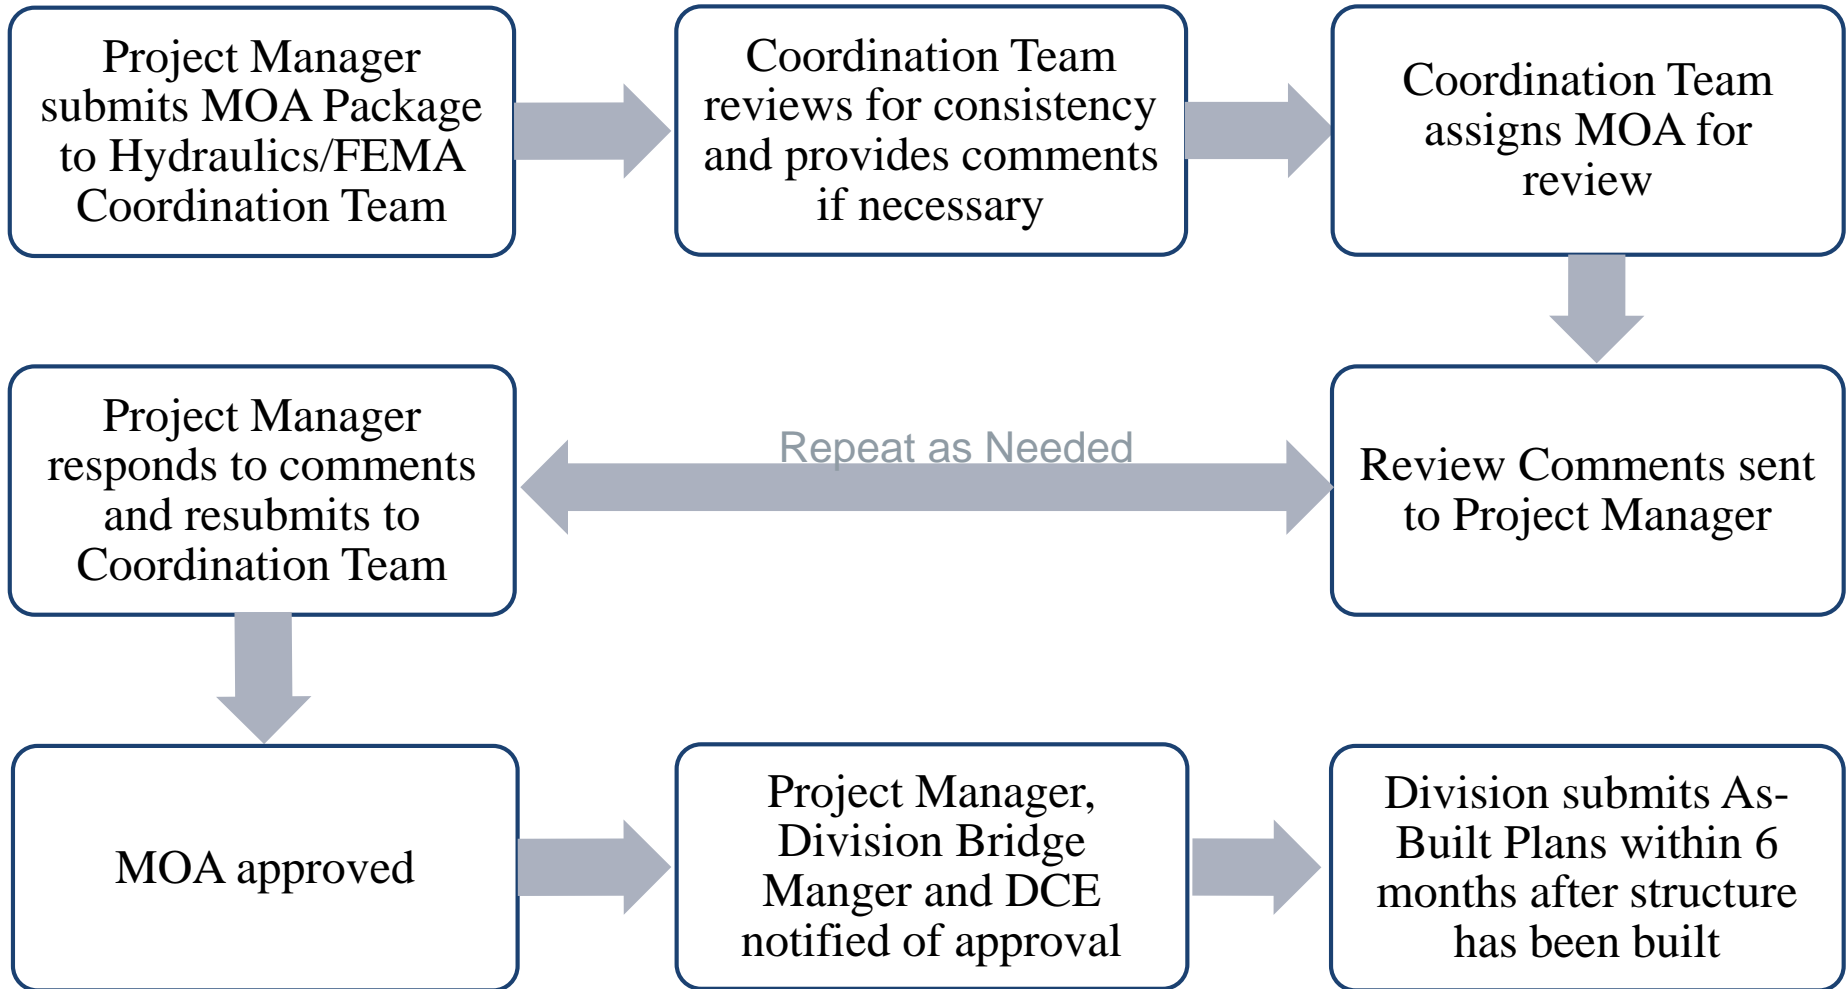 Project Manager
submits MOA Package
to Hydraulics/FEMA
Coordination Team
Coordination Team
reviews for consistency
and provides comments
if necessary
Coordination Team
assigns MOA for
review
Review Comments sent
to Project Manager
Repeat as Needed
Project Manager
responds to comments
and resubmits to
Coordination Team
MOA approved
Project Manager,
Division Bridge
Manger and DCE
notified of approval
Division submits As-
Built Plans within 6
months after structure
has been built